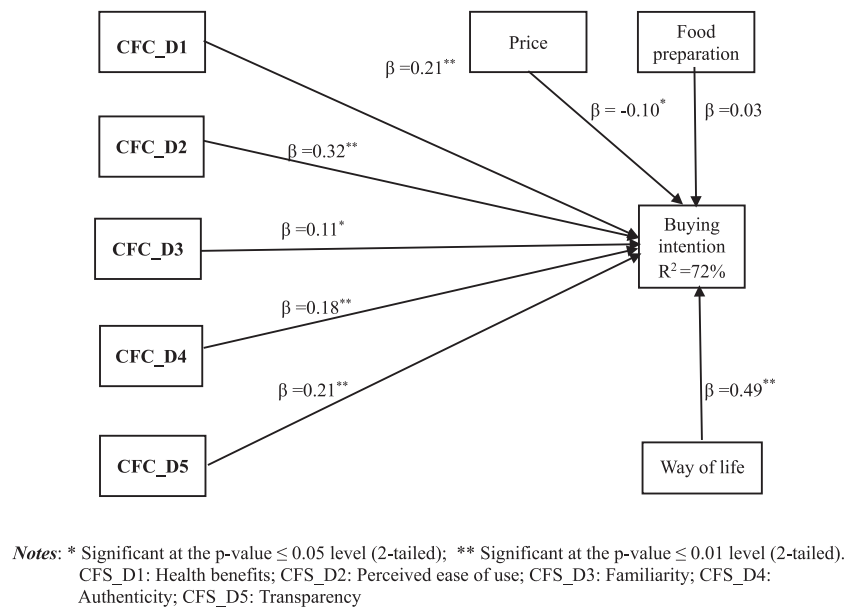 CFC_D1
Price
Food
preparation
β =0.21**
β = -0.10*
β =0.03
CFC_D2
β =0.32**
CFC_D3
β =0.11*
Buying
intention
R² =72%
CFC_D4
β =0.18**
CFC_D5
β =0.21**
β =0.49**
Way of life
Notes: * Significant at the p-value ≤ 0.05 level (2-tailed); ** Significant at the p-value ≤ 0.01 level (2-tailed).
CFS_D1: Health benefits; CFS_D2: Perceived ease of use; CFS_D3: Familiarity; CFS_D4:
Authenticity; CFS_D5: Transparency